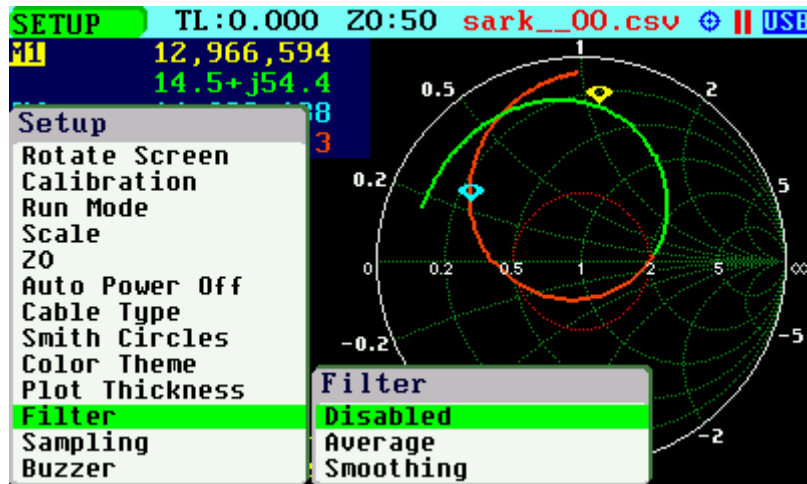 SETUP TL:0.000 Z0:50 sark__00.csv USB
M1 12,966,594
14.5+j54.4
8
3
Setup
Rotate Screen
Calibration
Run Mode
Scale
Z0
Auto Power Off
Cable Type
Smith Circles
Color Theme
Plot Thickness
Filter
Sampling
Buzzer
Filter
Disabled
Average
Smoothing
1
0.5
2
0.2
5
0 0.2 0.5 1 2 5 ∞
-0.2
-5
-2